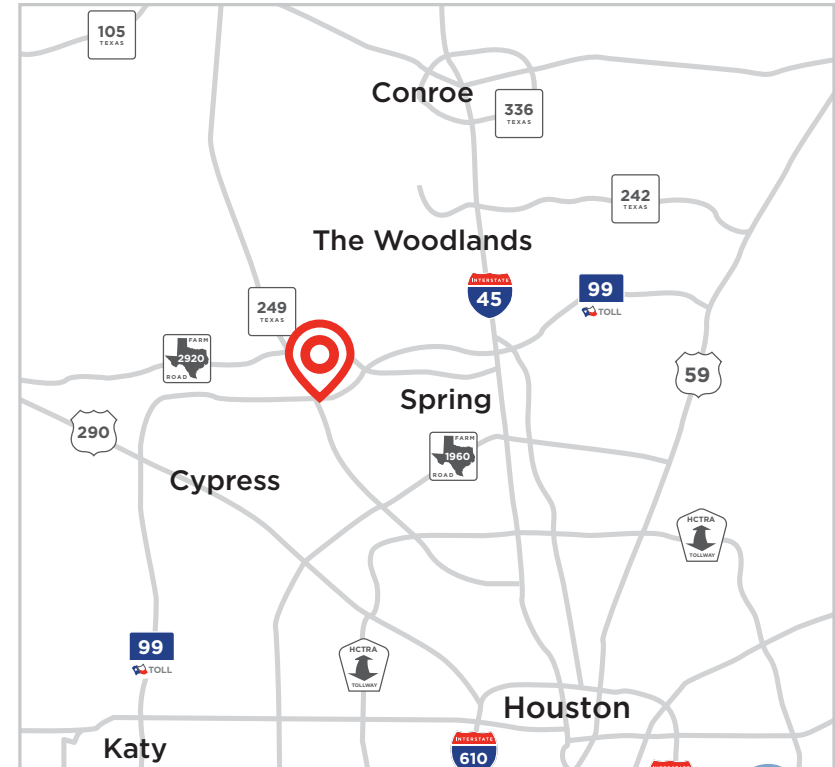 105
TEXAS
Conroe
336
TEXAS
242
TEXAS
The Woodlands
INTERSTATE
45
99
TOLL
249
TEXAS
FARM
2920
ROAD
59
Spring
290
FARM
1960
ROAD
Cypress
HCTRA
TOLLWAY
99
TOLL
HCTRA
TOLLWAY
Houston
Katy
INTERSTATE
610